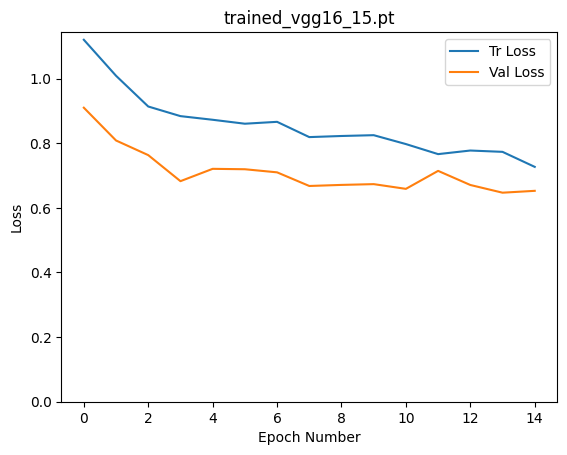 trained_vgg16_15.pt
Tr Loss
Val Loss
1.0
0.8
0.6
0.4
0.2
0.0
Loss
0 2 4 6 8 10 12 14
Epoch Number